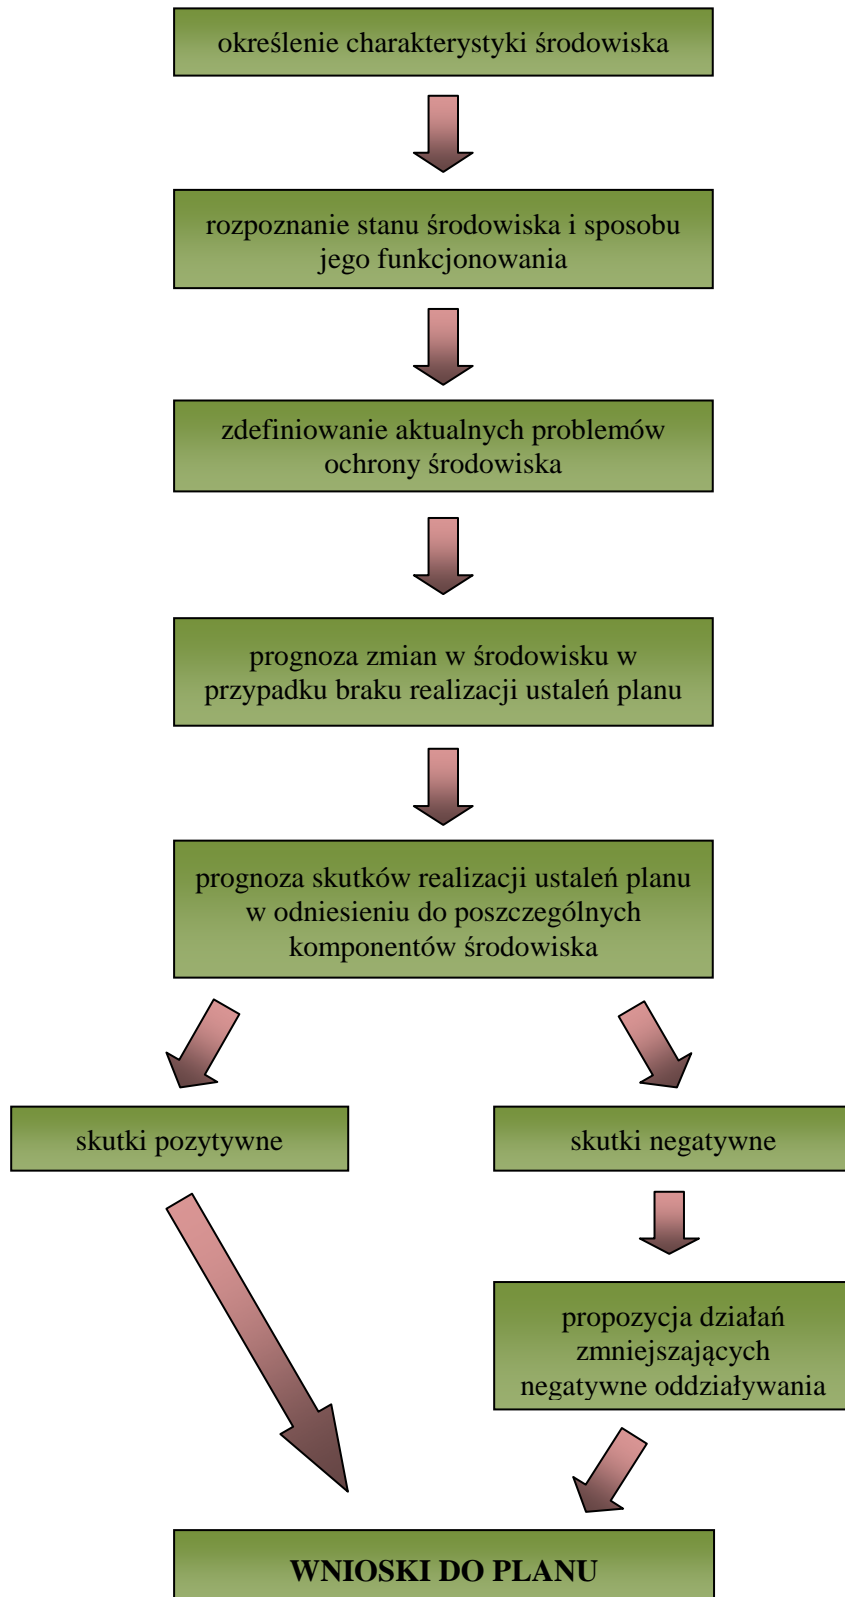 określenie charakterystyki środowiska
rozpoznanie stanu środowiska i sposobu
jego funkcjonowania
zdefiniowanie aktualnych problemów
ochrony środowiska
prognoza zmian w środowisku w
przypadku braku realizacji ustaleń planu
prognoza skutków realizacji ustaleń planu
w odniesieniu do poszczególnych
komponentów środowiska
skutki pozytywne
skutki negatywne
propozycja działań
zmniejszających
negatywne oddziaływania
WNIOSKI DO PLANU